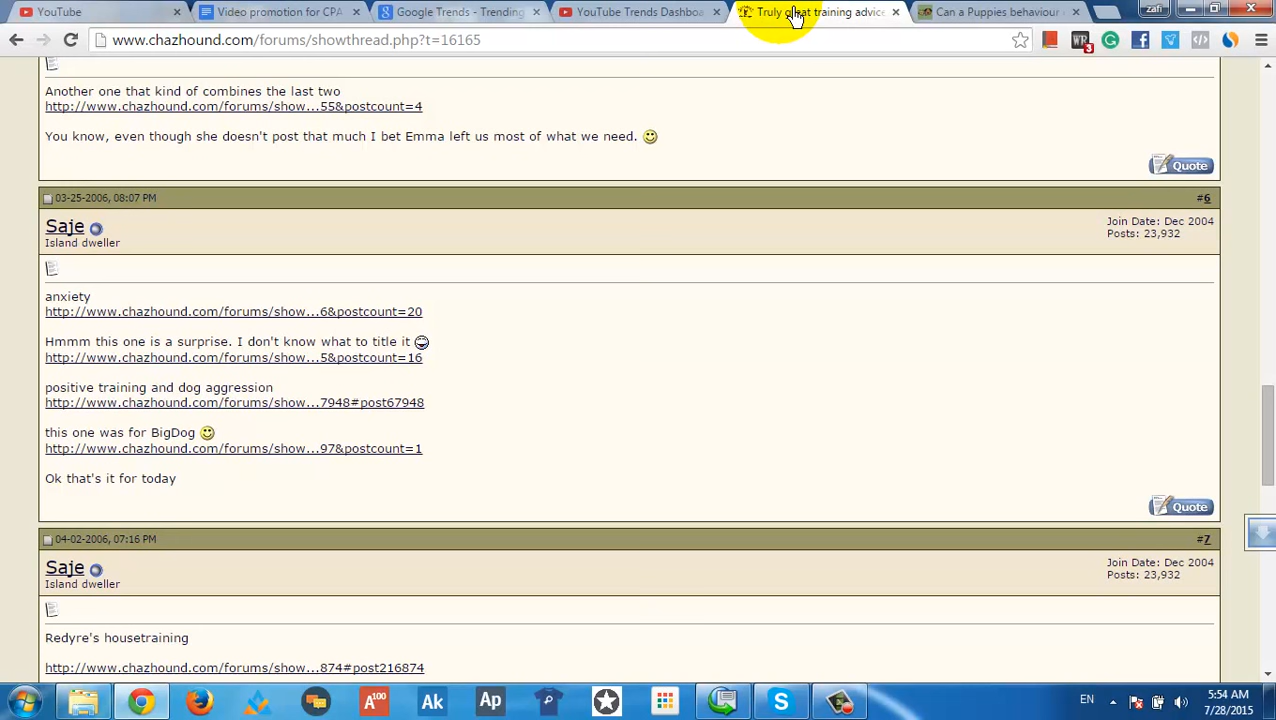 YouTube
Video promotion for CPA
Google Trends - Trending
YouTube Trends Dashboa
Truly great training advice
Can a Puppies behaviour
zafi
www.chazhound.com/forums/showthread.php?t=16165
3
Another one that kind of combines the last two
http://www.chazhound.com/forums/show...55&postcount=4
You know, even though she doesn't post that much I bet Emma left us most of what we need.
Quote
03-25-2006, 08:07 PM
#6
Saje
Island dweller
Join Date: Dec 2004
Posts: 23,932
anxiety
http://www.chazhound.com/forums/show...6&postcount=20
Hmmm this one is a surprise. I don't know what to title it
http://www.chazhound.com/forums/show...5&postcount=16
positive training and dog aggression
http://www.chazhound.com/forums/show...7948#post67948
this one was for BigDog
http://www.chazhound.com/forums/show...97&postcount=1
Ok that's it for today
Quote
04-02-2006, 07:16 PM
#7
Saje
Island dweller
Join Date: Dec 2004
Posts: 23,932
Redyre's housetraining
http://www.chazhound.com/forums/show...874#post216874
A100
Ak
Ap
EN
5:54 AM
7/28/2015